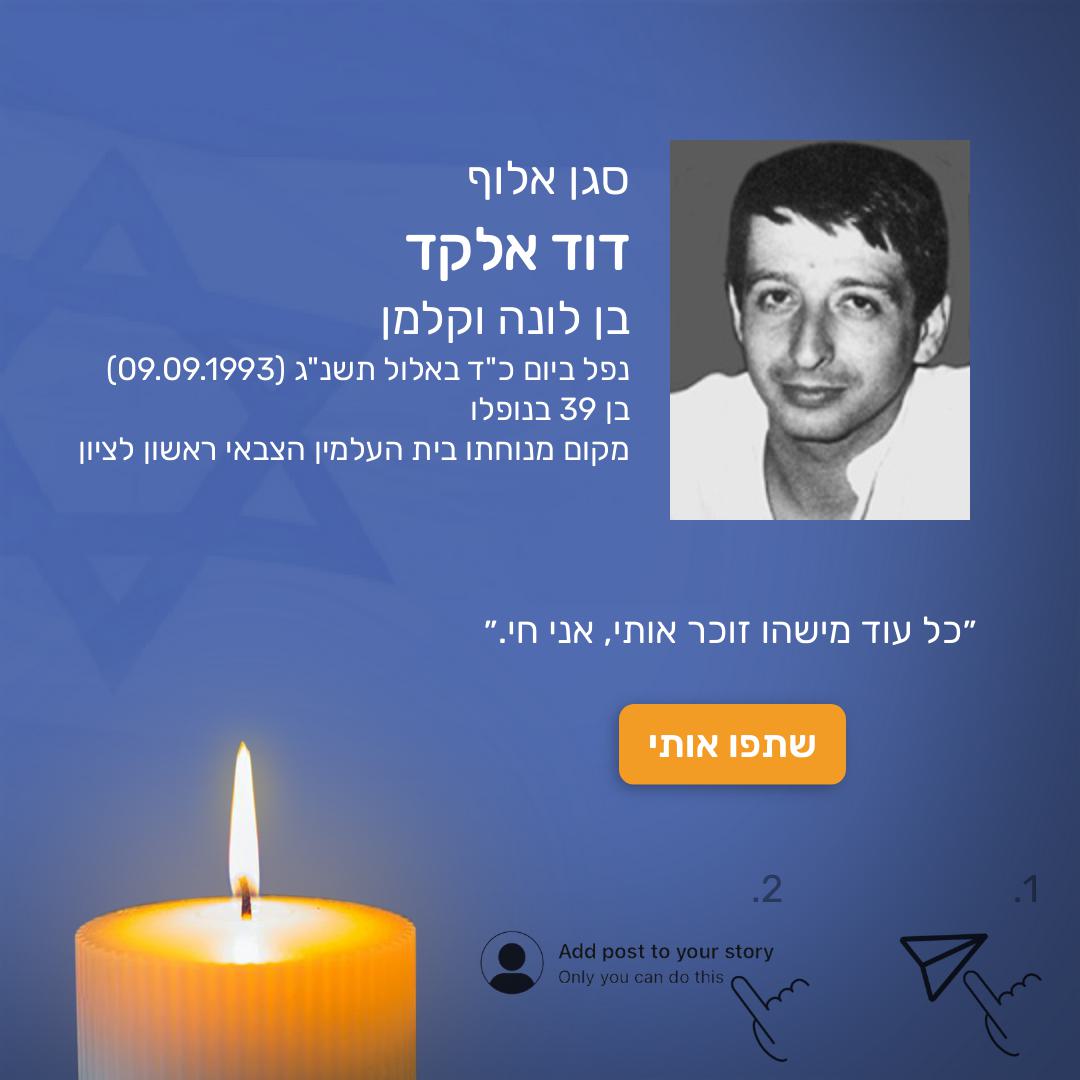 סגן אלוף
דוד אלקד
בן לונה וקלמן
נפל ביום כ"ד באלול תשנ"ג (09.09.1993)
בן 39 בנופלו
מקום מנוחתו בית העלמין הצבאי ראשון לציון
״כל עוד מישהו זוכר אותי, אני חי.״
שתפו אותי
1.
2.
Add post to your story
Only you can do this